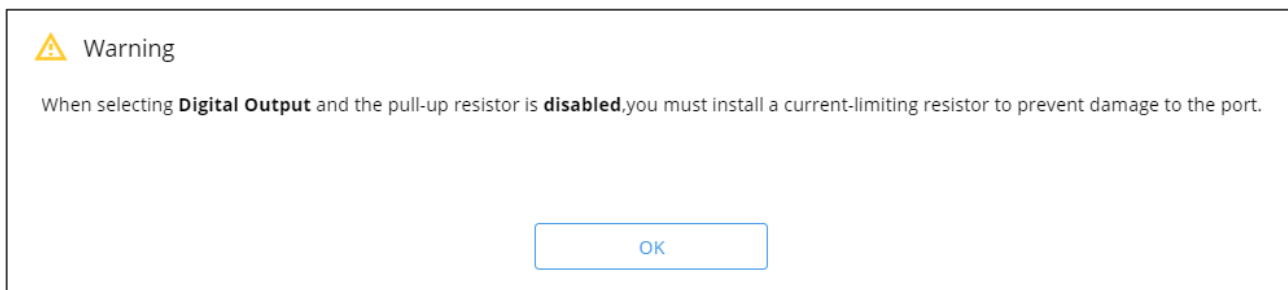 Warning
When selecting Digital Output and the pull-up resistor is disabled,you must install a current-limiting resistor to prevent damage to the port.
OK